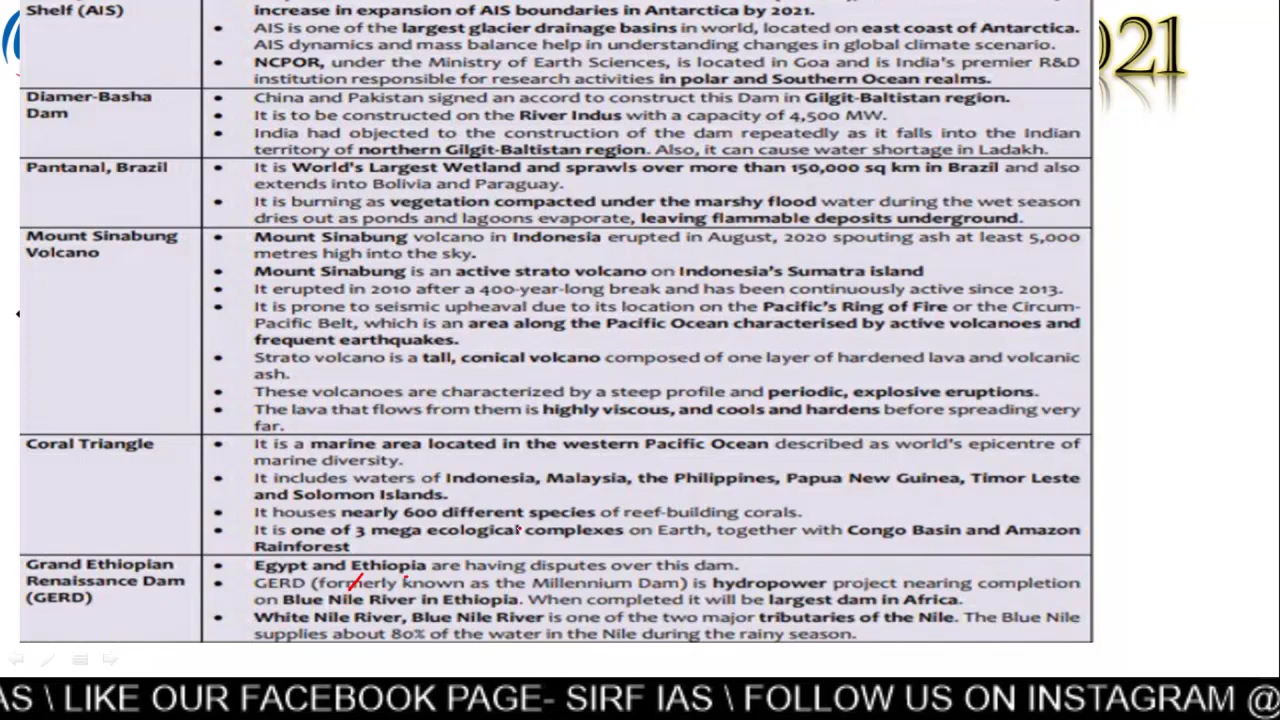 Shelf (AIS)
increase in expansion of AIS boundaries in Antarctica by 2021.
• AIS is one of the largest glacier drainage basins in world, located on east coast of Antarctica.
AIS dynamics and mass balance help in understanding changes in global climate scenario.
• NCPOR, under the Ministry of Earth Sciences, is located in Goa and is India's premier R&D
institution responsible for research activities in polar and Southern Ocean realms.
Diamer-Basha
Dam
• China and Pakistan signed an accord to construct this Dam in Gilgit-Baltistan region.
• It is to be constructed on the River Indus with a capacity of 4,500 MW.
• India had objected to the construction of the dam repeatedly as it falls into the Indian
territory of northern Gilgit-Baltistan region. Also, it can cause water shortage in Ladakh.
Pantanal, Brazil
• It is World's Largest Wetland and sprawls over more than 150,000 sq km in Brazil and also
extends into Bolivia and Paraguay.
• It is burning as vegetation compacted under the marshy flood water during the wet season
dries out as ponds and lagoons evaporate, leaving flammable deposits underground.
Mount Sinabung
Volcano
• Mount Sinabung volcano in Indonesia erupted in August, 2020 spouting ash at least 5,000
metres high into the sky.
• Mount Sinabung is an active strato volcano on Indonesia's Sumatra island
• It erupted in 2010 after a 400-year-long break and has been continuously active since 2013.
• It is prone to seismic upheaval due to its location on the Pacific's Ring of Fire or the Circum-
Pacific Belt, which is an area along the Pacific Ocean characterised by active volcanoes and
frequent earthquakes.
• Strato volcano is a tall, conical volcano composed of one layer of hardened lava and volcanic
ash.
• These volcanoes are characterized by a steep profile and periodic, explosive eruptions.
• The lava that flows from them is highly viscous, and cools and hardens before spreading very
far.
Coral Triangle
• It is a marine area located in the western Pacific Ocean described as world's epicentre of
marine diversity.
• It includes waters of Indonesia, Malaysia, the Philippines, Papua New Guinea, Timor Leste
and Solomon Islands.
• It houses nearly 600 different species of reef-building corals.
• It is one of 3 mega ecological complexes on Earth, together with Congo Basin and Amazon
Rainforest
Grand Ethiopian
Renaissance Dam
(GERD)
• Egypt and Ethiopia are having disputes over this dam.
• GERD (formerly known as the Millennium Dam) is hydropower project nearing completion
on Blue Nile River in Ethiopia. When completed it will be largest dam in Africa.
• White Nile River, Blue Nile River is one of the two major tributaries of the Nile. The Blue Nile
supplies about 80% of the water in the Nile during the rainy season.
021
AS \ LIKE OUR FACEBOOK PAGE- SIRF IAS \ FOLLOW US ON INSTAGRAM @